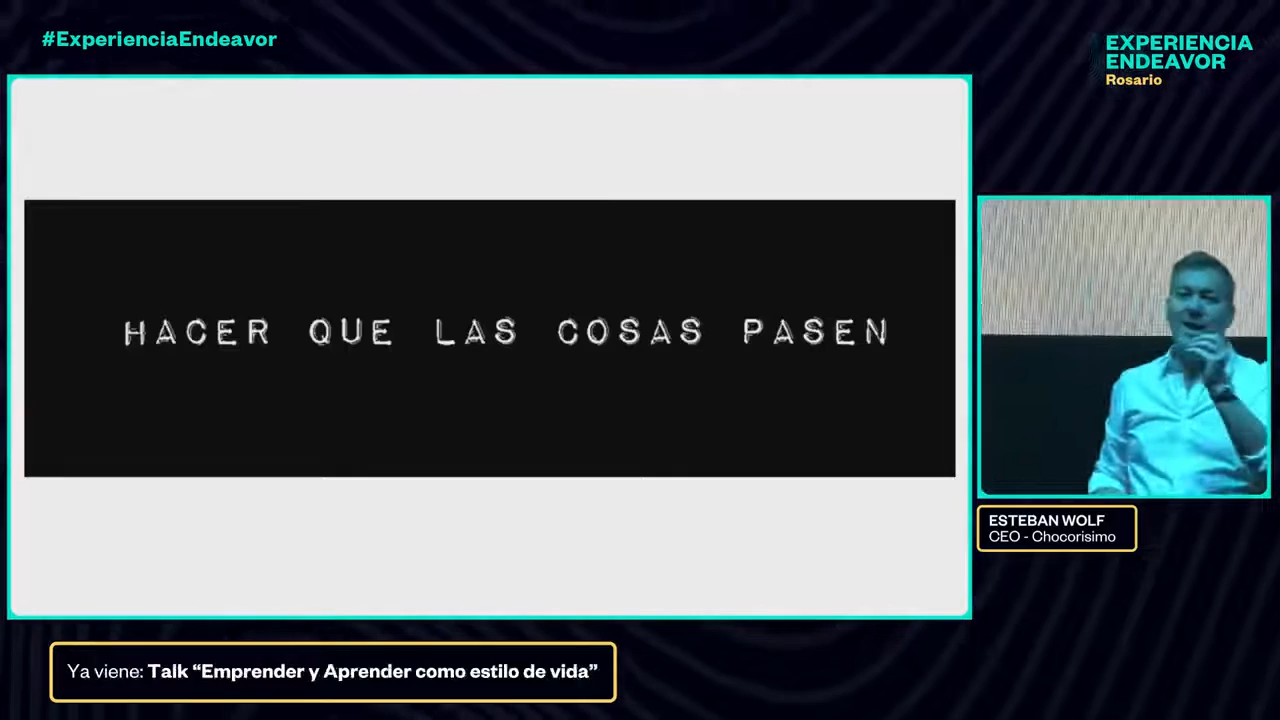 #ExperienciaEndeavor
EXPERIENCIA
ENDEAVOR
Rosario
HACER QUE LAS COSAS PASEN
ESTEBAN WOLF
CEO - Chocorisimo
Ya viene: Talk “Emprender y Aprender como estilo de vida”